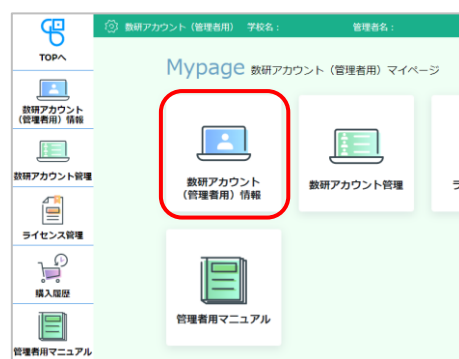 数研アカウント（管理者用） 学校名： 管理者名：
TOPへ
Mypage 数研アカウント（管理者用）マイページ
数研アカウント
（管理者用）情報
数研アカウント管理
ライセンス管理
購入履歴
管理者用マニュアル
数研アカウント
（管理者用）情報
数研アカウント管理
ラ
管理者用マニュアル